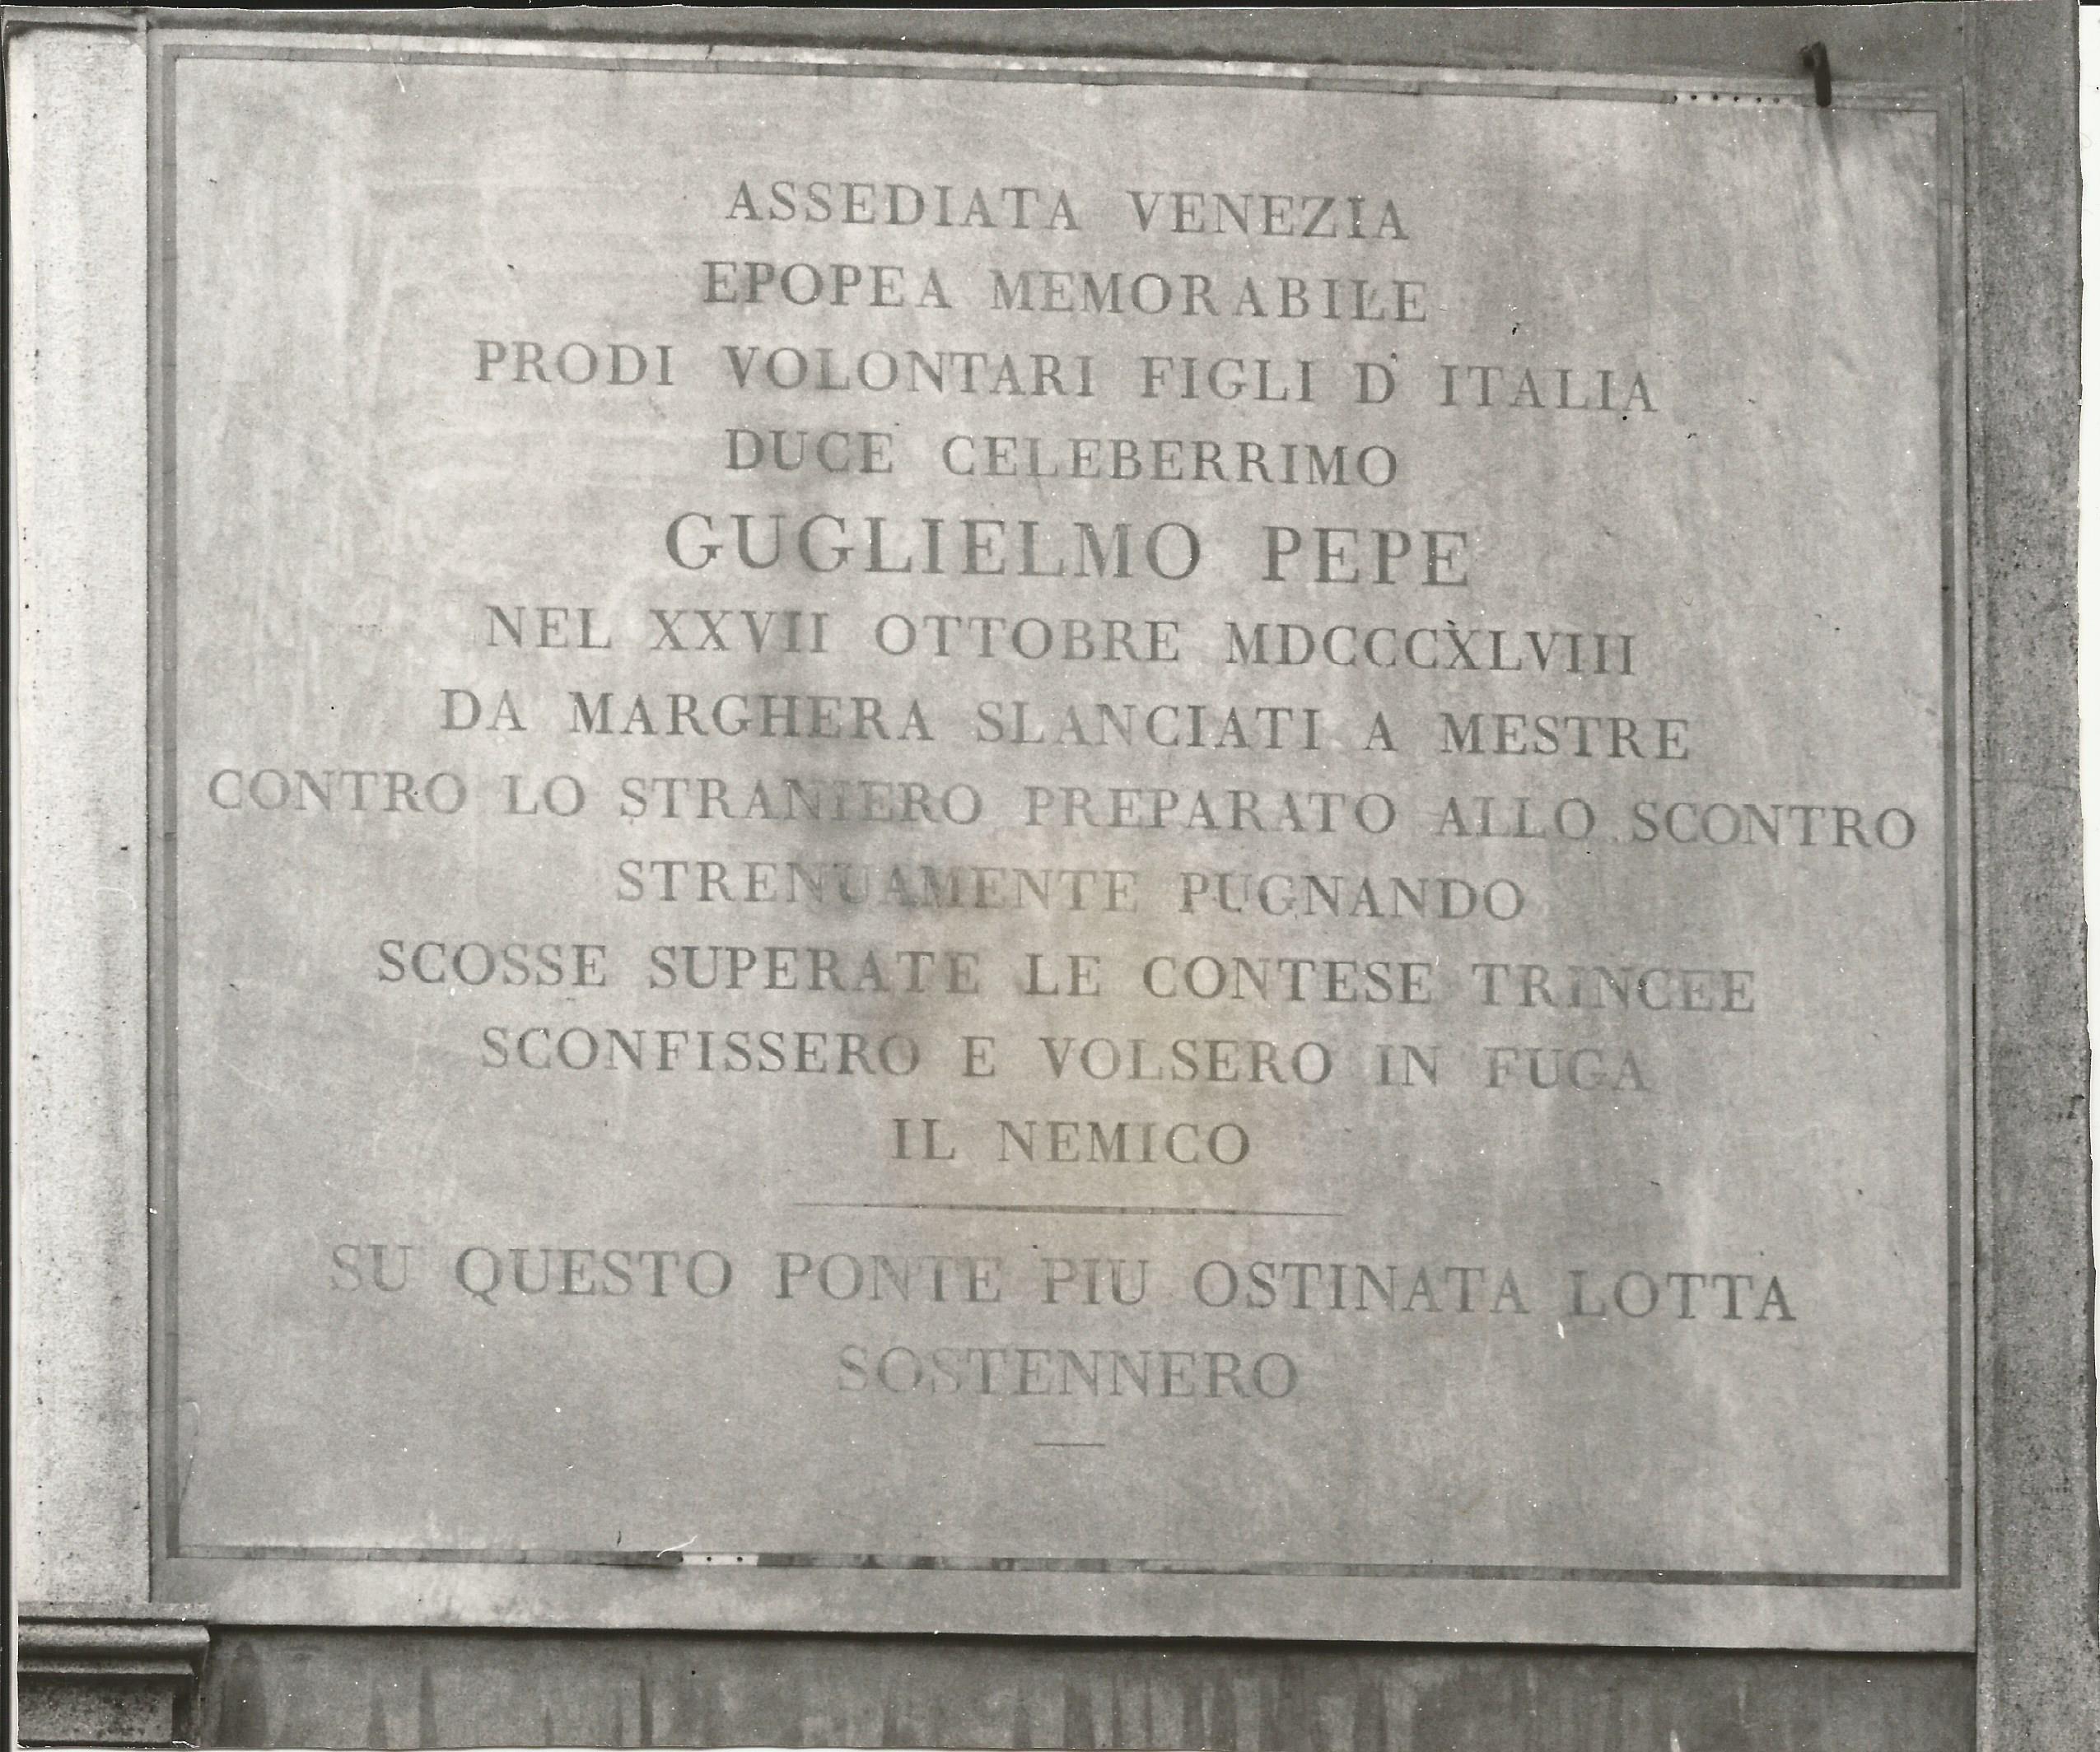 ASSEDIATA VENEZIA
EPOPEA MEMORABILE
PRODI VOLONTARI FIGLI D' ITALIA
DUCE CELEBERRIMO
GUGLIELMO PEPE
NEL XXVII OTTOBRE MDCCCXLVIII
DA MARGHERA SLANCIATI A MESTRE
CONTRO LO STRANIERO PREPARATO ALLO SCONTRO
STRENUAMENTE PUGNANDO
SCOSSE SUPERATE LE CONTESE TRINCEE
SCONFISSERO E VOLSERO IN FUGA
IL NEMICO
SU QUESTO PONTE PIU OSTINATA LOTTA
SOSTENNERO